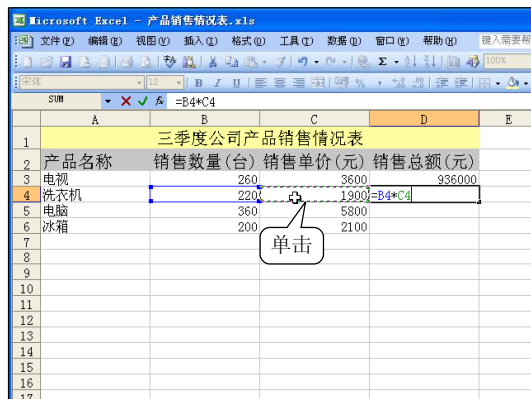 Microsoft Excel - 产品销售情况表.xls
文件(F) 编辑(E) 视图(V) 插入(I) 格式(O) 工具(T) 数据(D) 窗口(W) 帮助(H) 键入需要帮
宋体 12 B I U 100%
SUM fx =B4*C4
A B C D E
1 三季度公司产品销售情况表
2 产品名称 销售数量(台) 销售单价(元) 销售总额(元)
3 电视 260 3600 936000
4 洗衣机 220 1900 =B4*C4
5 电脑 360 5800
6 冰箱 200 2100
单击
7
8
9
10
11
12
13
14
15
16
17